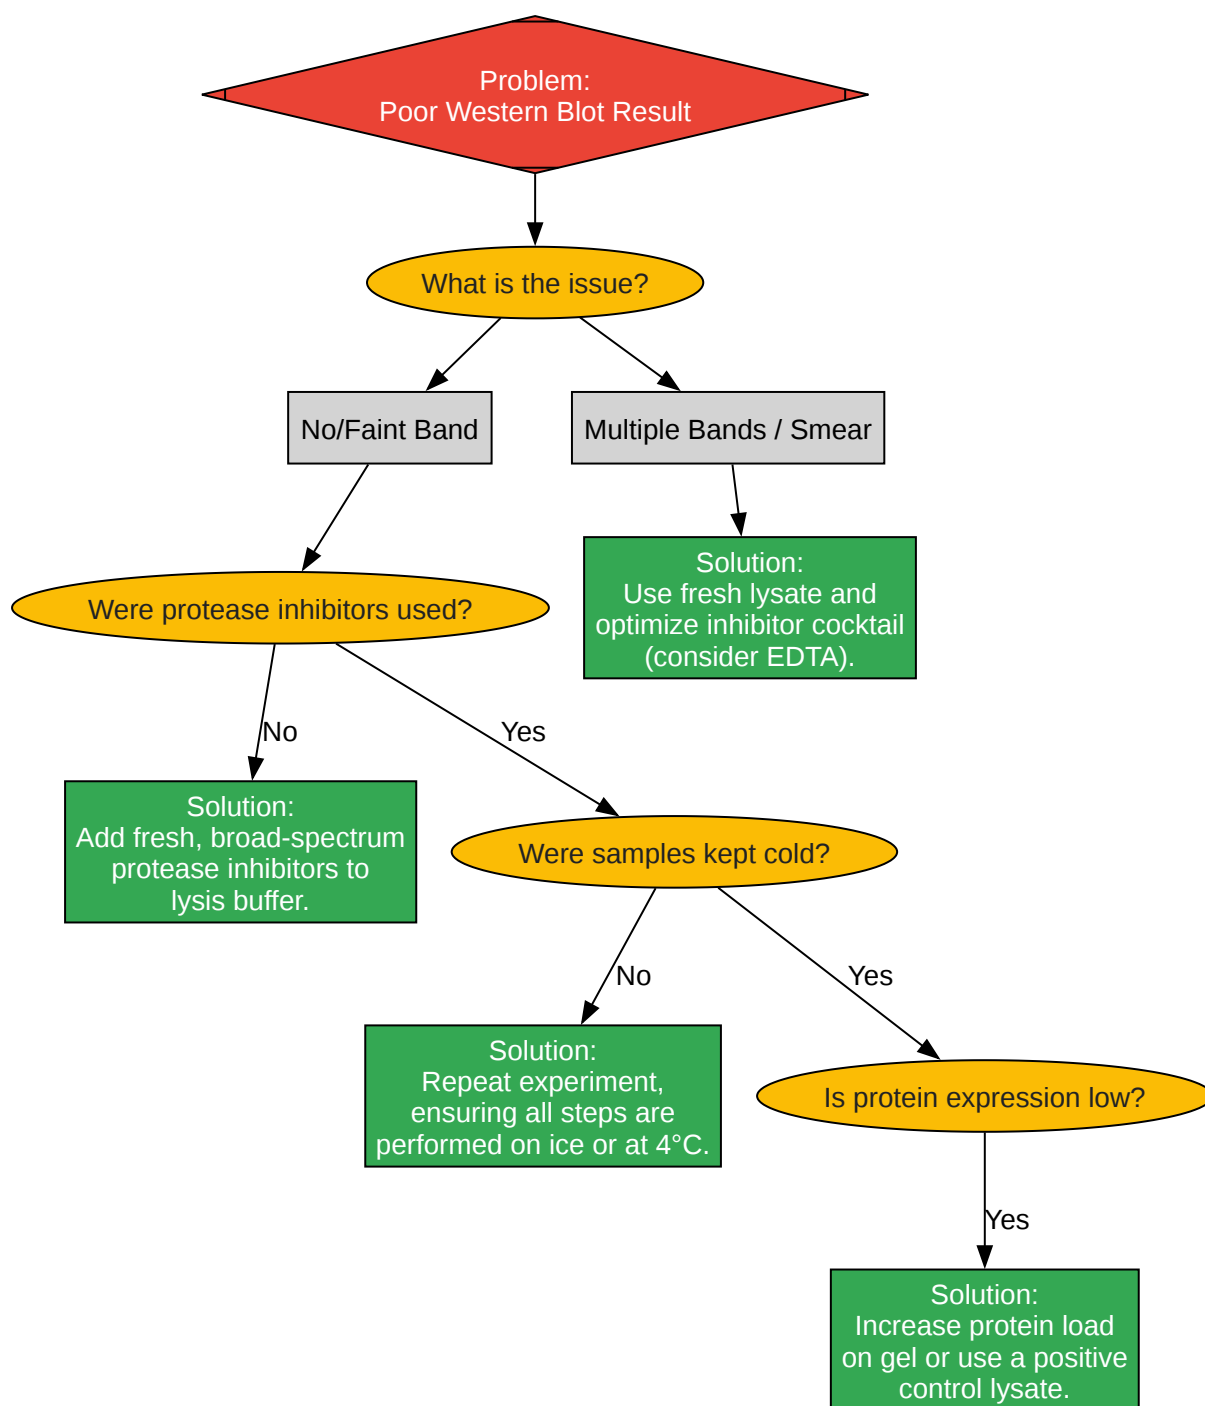 Problem:
Poor Western Blot Result
What is the issue?
No/Faint Band
Multiple Bands / Smear
Solution:
Use fresh lysate and
optimize inhibitor cocktail
(consider EDTA).
Were protease inhibitors used?
No
Yes
Solution:
Add fresh, broad-spectrum
protease inhibitors to
lysis buffer.
Were samples kept cold?
No
Yes
Solution:
Repeat experiment,
ensuring all steps are
performed on ice or at 4°C.
Is protein expression low?
Yes
Solution:
Increase protein load
on gel or use a positive
control lysate.